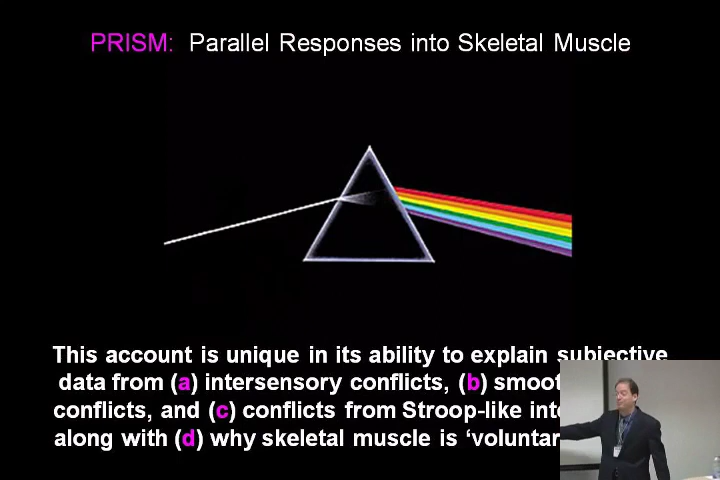 PRISM: Parallel Responses into Skeletal Muscle
This account is unique in its ability to explain subjective
data from (a) intersensory conflicts, (b)
conflicts, and (c) conflicts from Stroop-like
along with (d) why skeletal muscle is